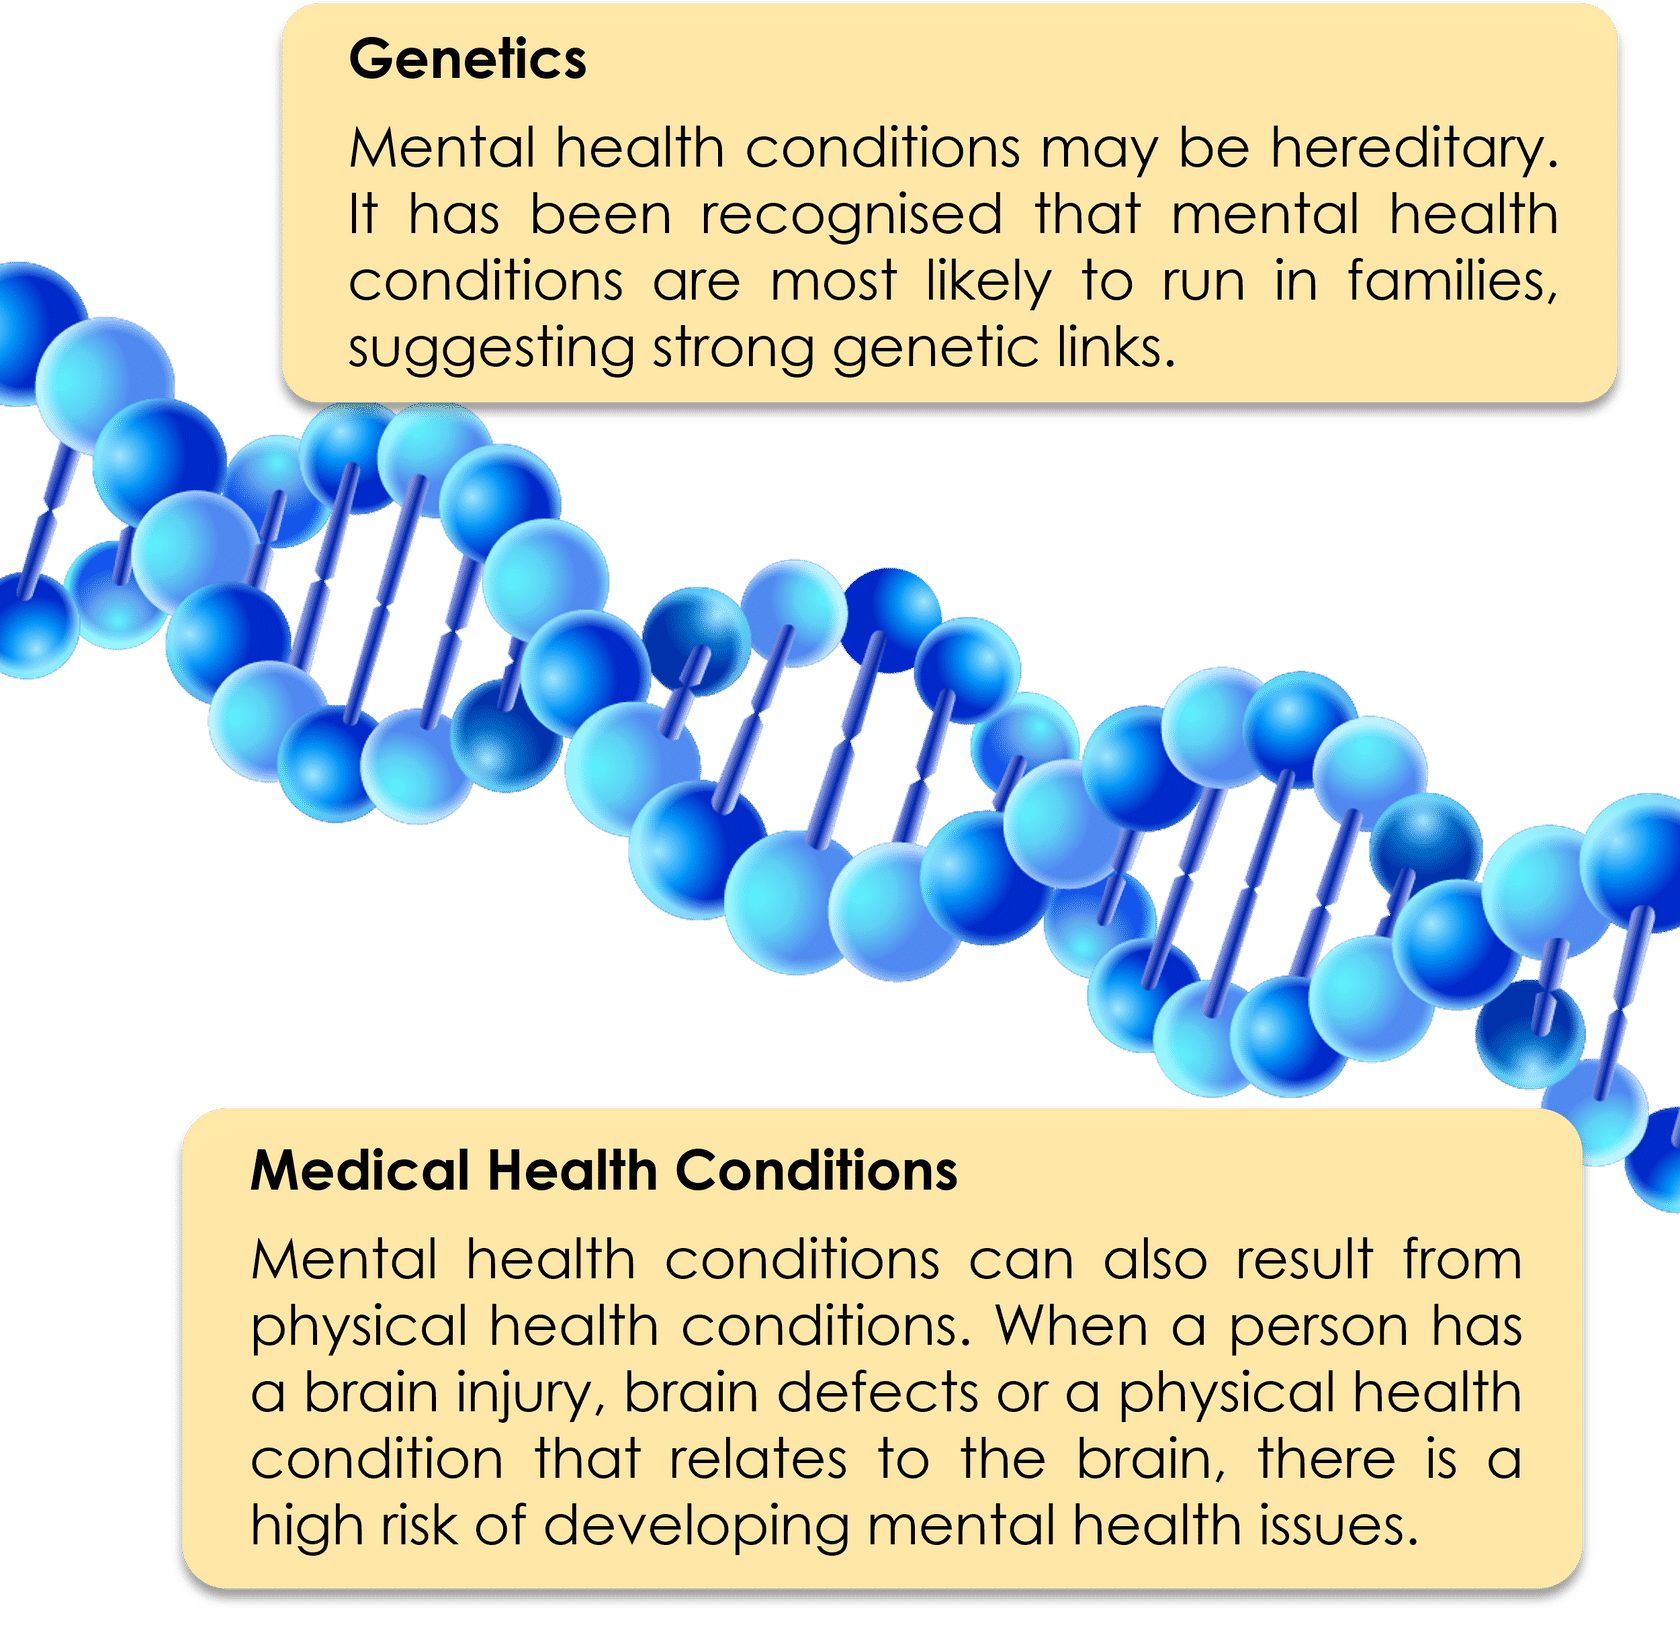 Genetics
Mental health conditions may be hereditary.
It has been recognised that mental health
conditions are most likely to run in families,
suggesting strong genetic links.
Medical Health Conditions
Mental health conditions can also result from
physical health conditions. When a person has
a brain injury, brain defects or a physical health
condition that relates to the brain, there is a
high risk of developing mental health issues.